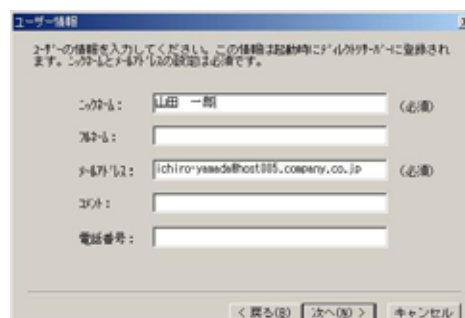 ユーザー情報
ユーザーの情報を入力してください。この情報は起動時にディレクトリサーバーに登録され
ます。ニックネームとメールアドレスの設定は必須です。
ニックネーム： 山田　一郎 （必須）
フルネーム：
メールアドレス： ichiro-yamada@host005.company.co.jp （必須）
コメント：
電話番号：
< 戻る(B) 次へ(N) > キャンセル